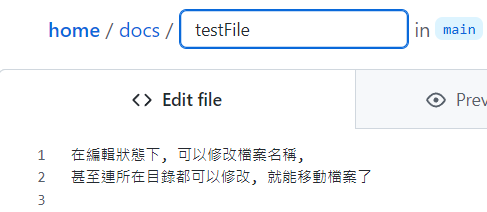 home / docs / testFile in main
<> Edit file Prev
1 在編輯狀態下, 可以修改檔案名稱,
2 甚至連所在目錄都可以修改, 就能移動檔案了
3